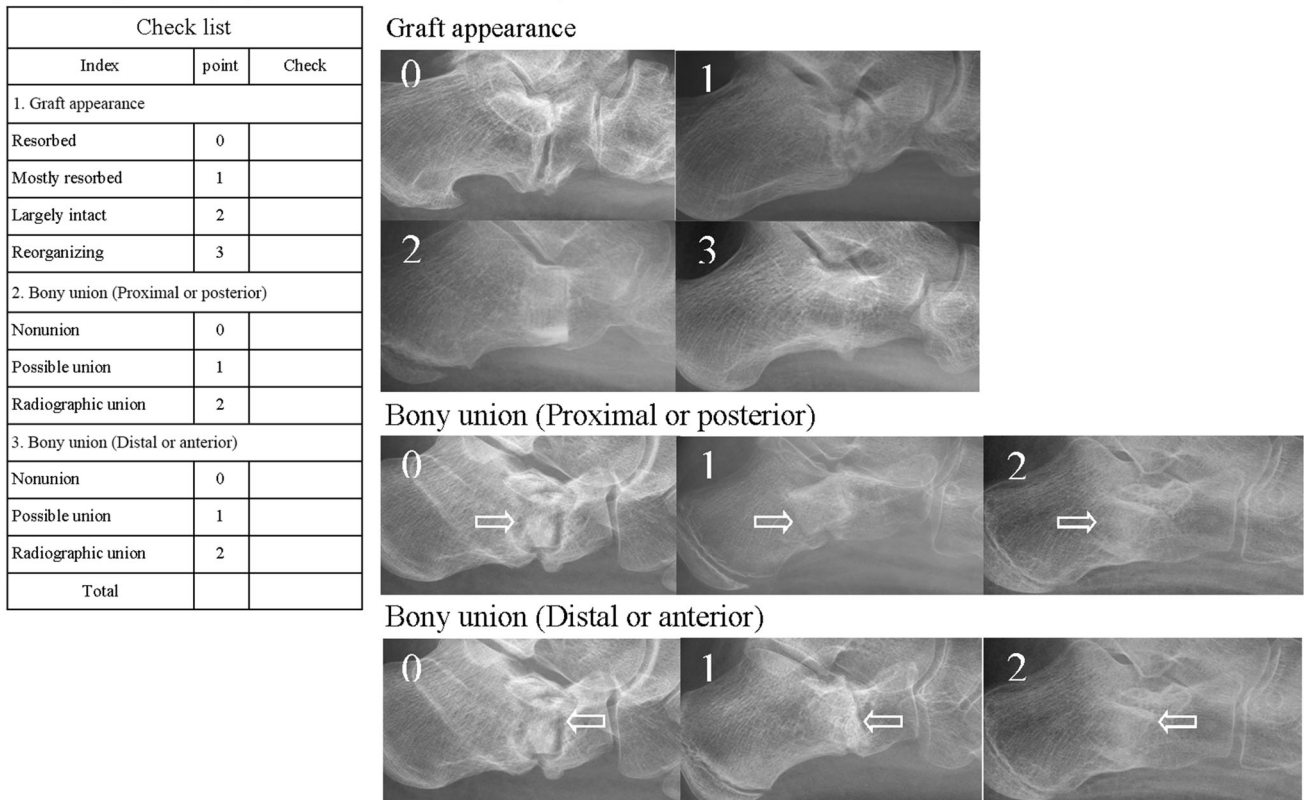 Check list
Index point Check
1. Graft appearance
Resorbed 0
Mostly resorbed 1
Largely intact 2
Reorganizing 3
2. Bony union (Proximal or posterior)
Nonunion 0
Possible union 1
Radiographic union 2
3. Bony union (Distal or anterior)
Nonunion 0
Possible union 1
Radiographic union 2
Total
Graft appearance
0 1
2 3
Bony union (Proximal or posterior)
0 1 2
Bony union (Distal or anterior)
0 1 2